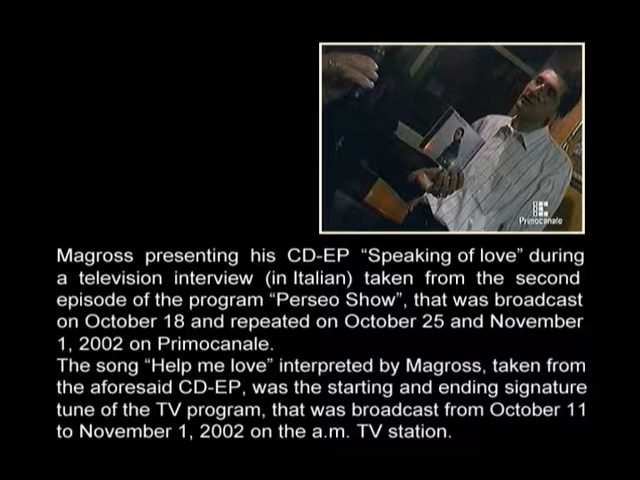 Primocanale
Magross presenting his CD-EP “Speaking of love” during
a television interview (in Italian) taken from the second
episode of the program “Perseo Show”, that was broadcast
on October 18 and repeated on October 25 and November
1, 2002 on Primocanale.
The song “Help me love” interpreted by Magross, taken from
the aforesaid CD-EP, was the starting and ending signature
tune of the TV program, that was broadcast from October 11
to November 1, 2002 on the a.m. TV station.